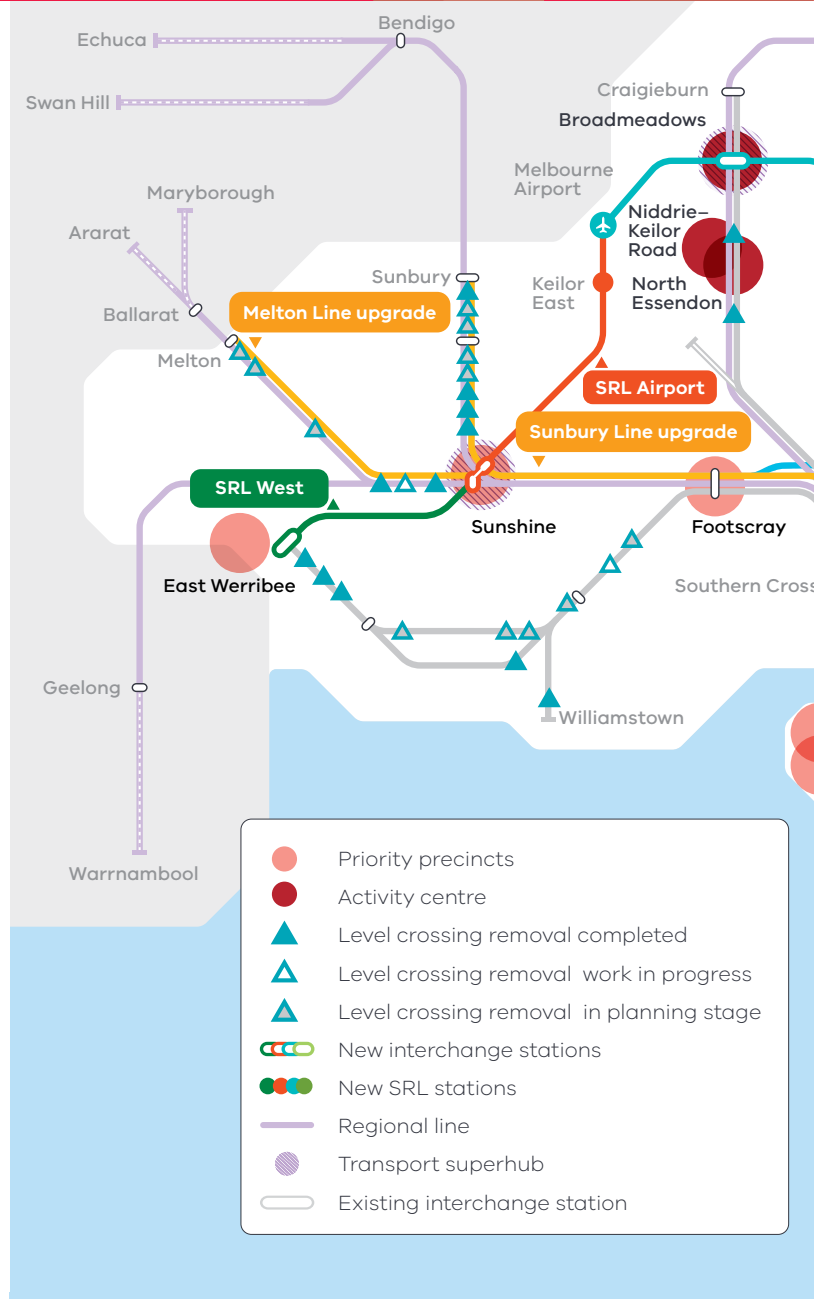 Bendigo
Echuca
Swan Hill
Craigieburn
Broadmeadows
Melbourne
Airport
Maryborough
Niddrie–
Keilor
Road
Ararat
Sunbury
Keilor
East
North
Essendon
Ballarat
Melton Line upgrade
Melton
SRL Airport
Sunbury Line upgrade
SRL West
Sunshine
Footscray
East Werribee
Southern Cross
Geelong
Williamstown
Warrnambool
Priority precincts
Activity centre
Level crossing removal completed
Level crossing removal work in progress
Level crossing removal in planning stage
New interchange stations
New SRL stations
Regional line
Transport superhub
Existing interchange station